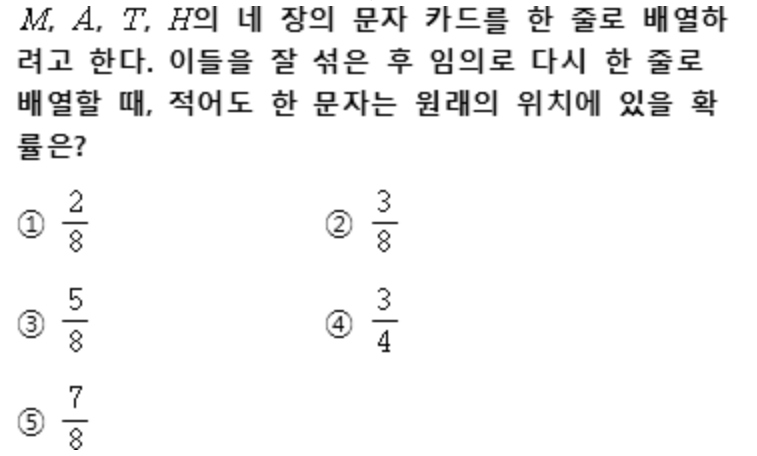 M, A, T, H의 네 장의 문자 카드를 한 줄로 배열하
려고 한다. 이들을 잘 섞은 후 임의로 다시 한 줄로
배열할 때, 적어도 한 문자는 원래의 위치에 있을 확
률은?
① 2/8 ② 3/8
③ 5/8 ④ 3/4
⑤ 7/8